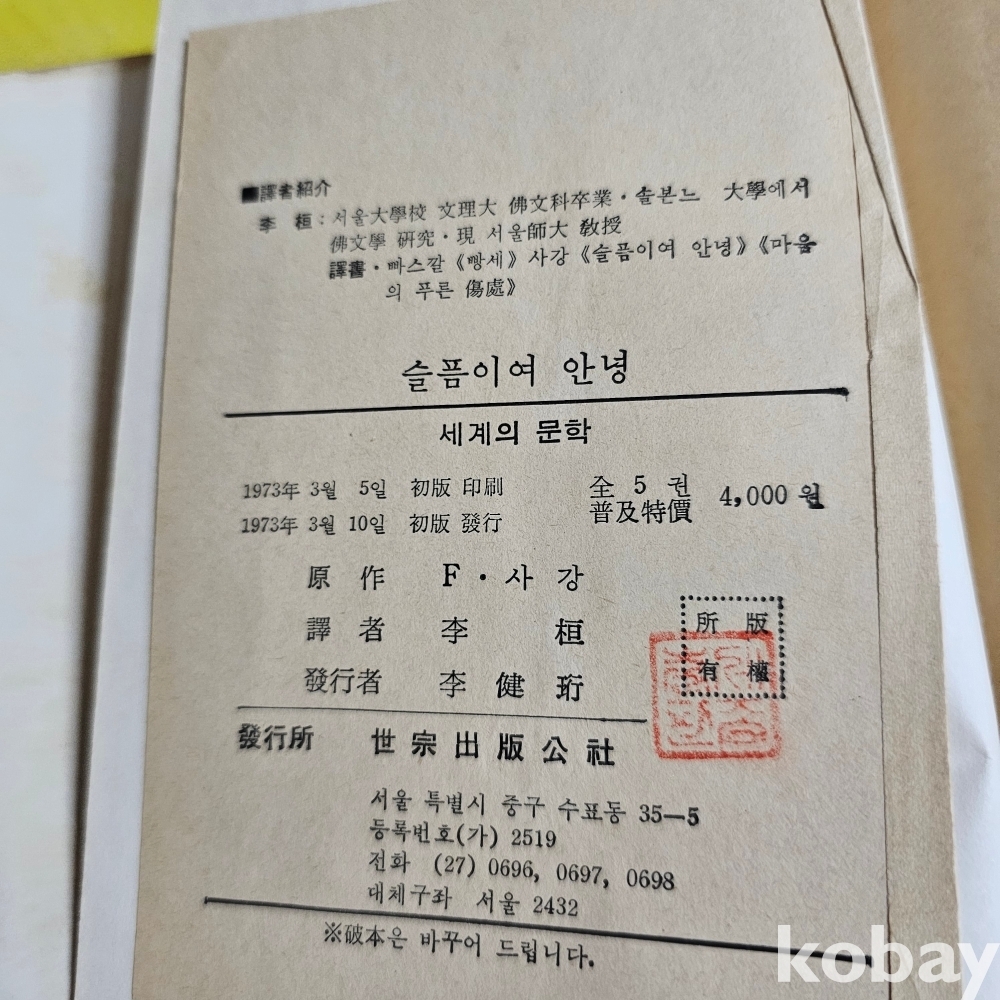 ■譯者紹介
李 桓 : 서울大學校 文理大 佛文科卒業・솔본느 大學에서
佛文學 硏究・現 서울師大 敎授
譯書・빠스깔《빵세》사강《슬픔이여 안녕》《마음
의 푸른 傷處》
슬픔이여 안녕
세계의 문학
1973年 3월 5일 初版 印刷
1973年 3월 10일 初版 發行
全 5 권
普及特價 4,000 원
原作 F・사강
譯者 李桓
發行者 李健珩
所版
有權
發行所 世宗出版公社
서울 특별시 중구 수표동 35—5
등록번호(가) 2519
전화 (27) 0696, 0697, 0698
대체구좌 서울 2432
※破本은 바꾸어 드립니다.
kobay